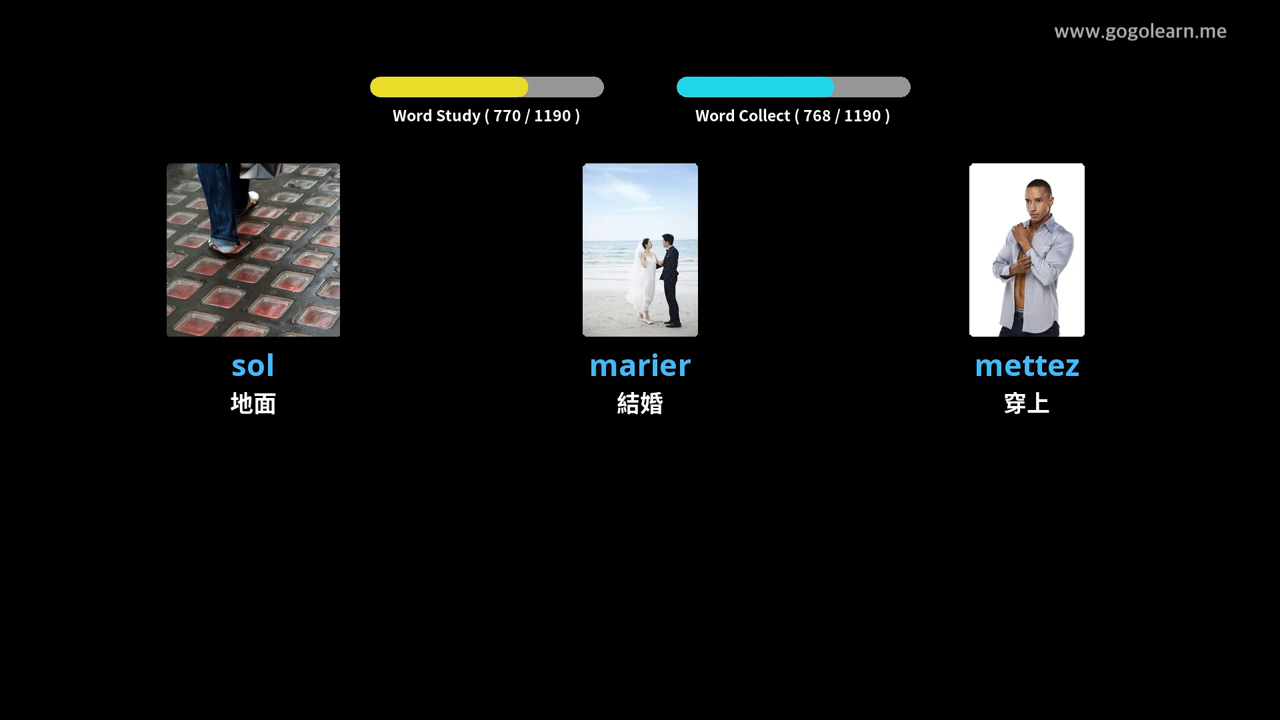 www.gogolearn.me
Word Study ( 770 / 1190 )
Word Collect ( 768 / 1190 )
sol
地面
marier
結婚
mettez
穿上